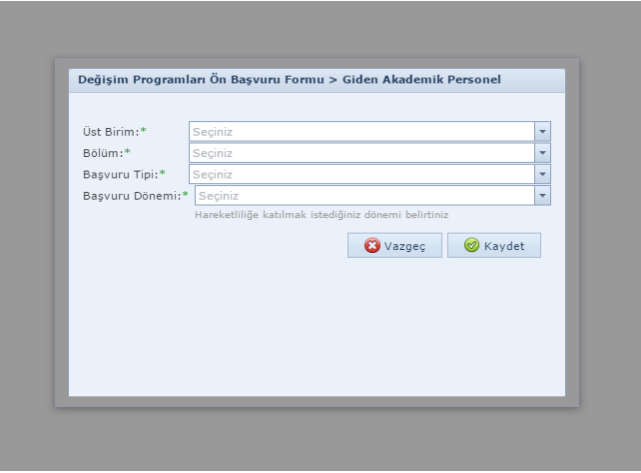 Değişim Programları Ön Başvuru Formu > Giden Akademik Personel
Üst Birim:* Seçiniz
Bölüm:* Seçiniz
Başvuru Tipi:* Seçiniz
Başvuru Dönemi:* Seçiniz
Hareketliliğe katılmak istediğiniz dönemi belirtiniz
Vazgeç Kaydet